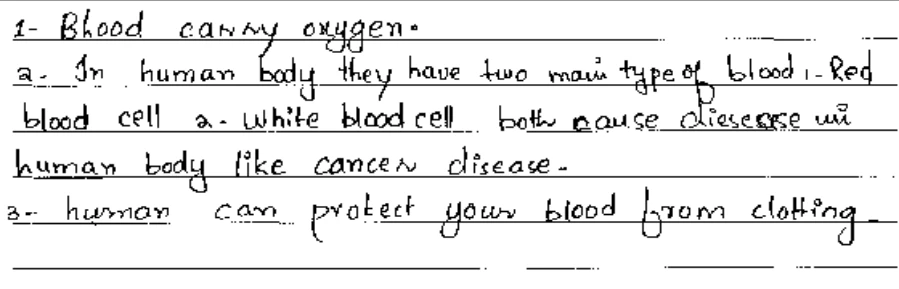 1- Blood carry oxygen.
2. In human body they have two main type of blood 1. Red
blood cell 2. White blood cell both cause diesease in
human body like cancer disease.
3- human can protect your blood from clotting.